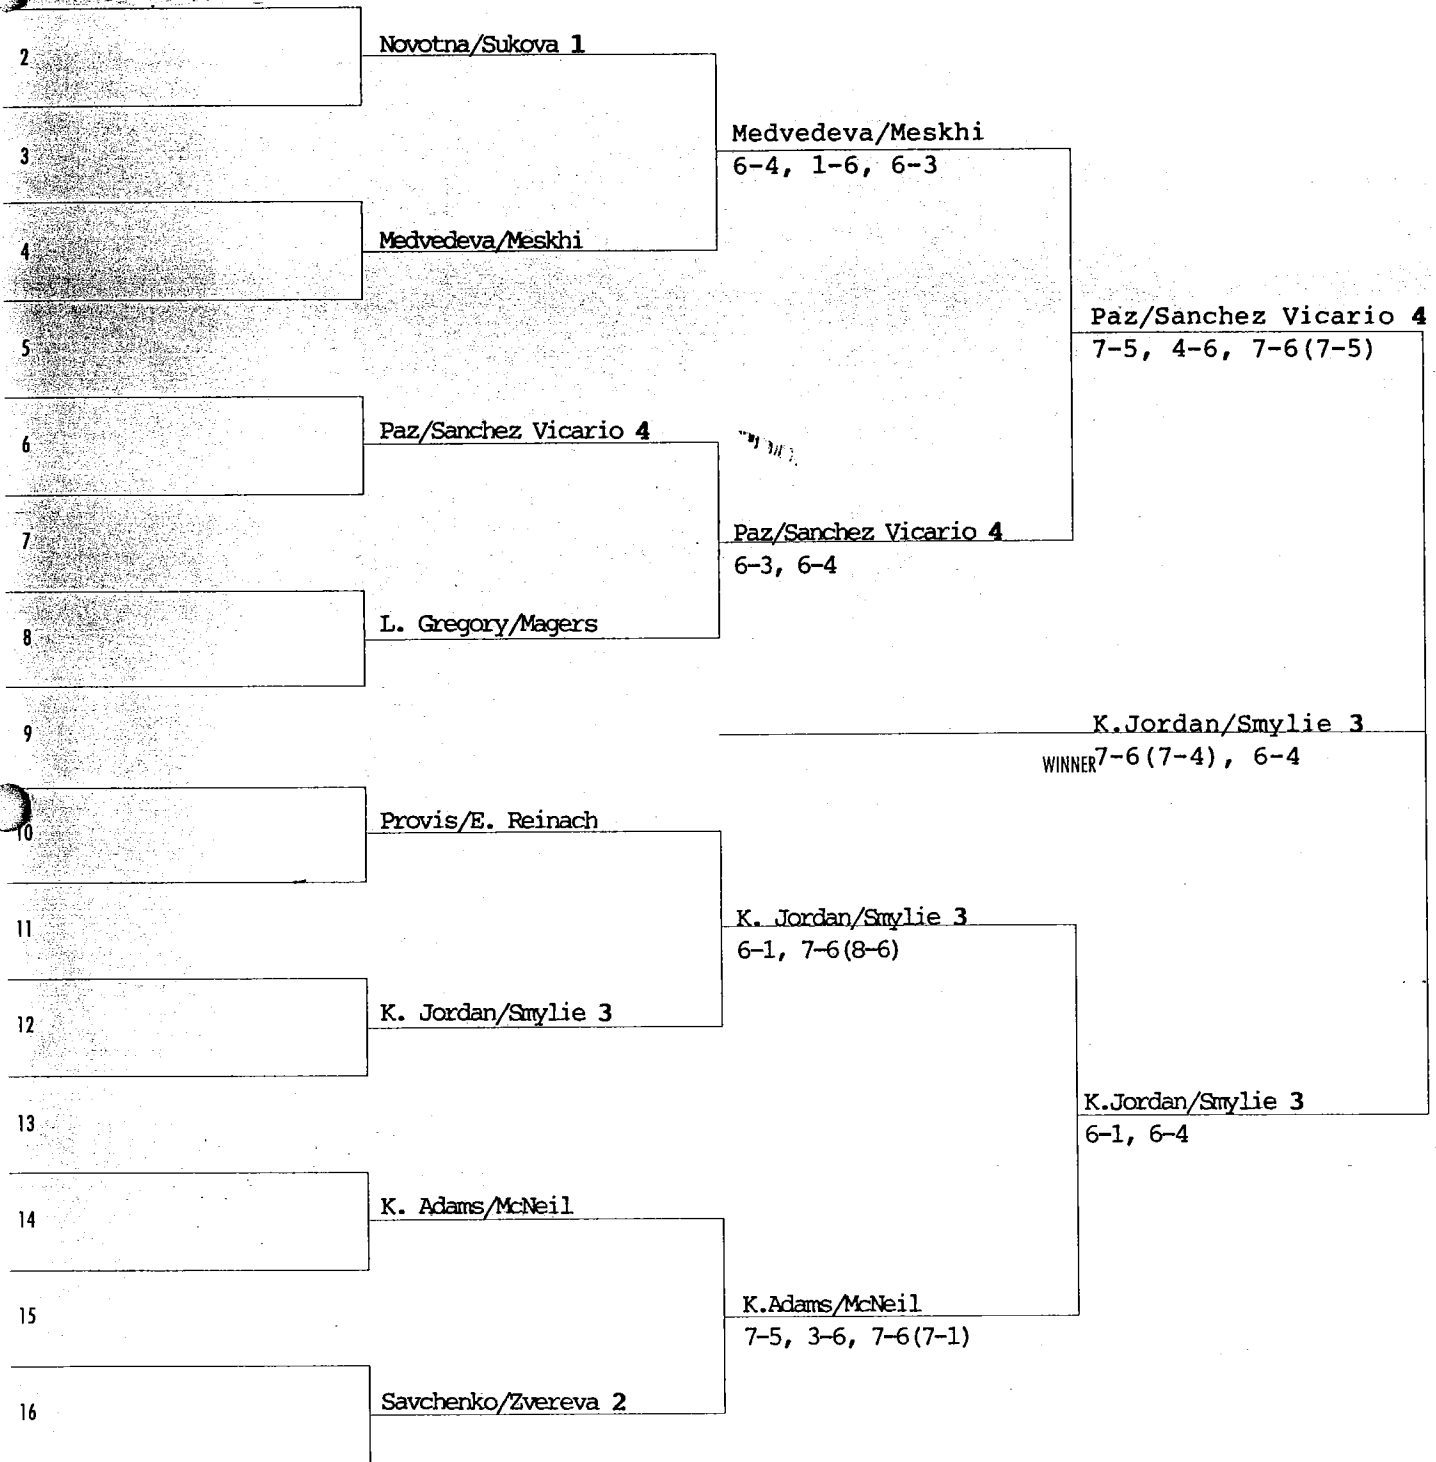 2
Novotna/Sukova 1
3
Medvedeva/Meskhi
6-4, 1-6, 6-3
4
Medvedeva/Meskhi
5
Paz/Sanchez Vicario 4
7-5, 4-6, 7-6(7-5)
6
Paz/Sanchez Vicario 4
7
Paz/Sanchez Vicario 4
6-3, 6-4
8
L. Gregory/Magers
9
K.Jordan/Smylie 3
WINNER 7-6(7-4), 6-4
10
Provis/E. Reinach
11
K. Jordan/Smylie 3
6-1, 7-6(8-6)
12
K. Jordan/Smylie 3
13
K.Jordan/Smylie 3
6-1, 6-4
14
K. Adams/McNeil
15
K.Adams/McNeil
7-5, 3-6, 7-6(7-1)
16
Savchenko/Zvereva 2